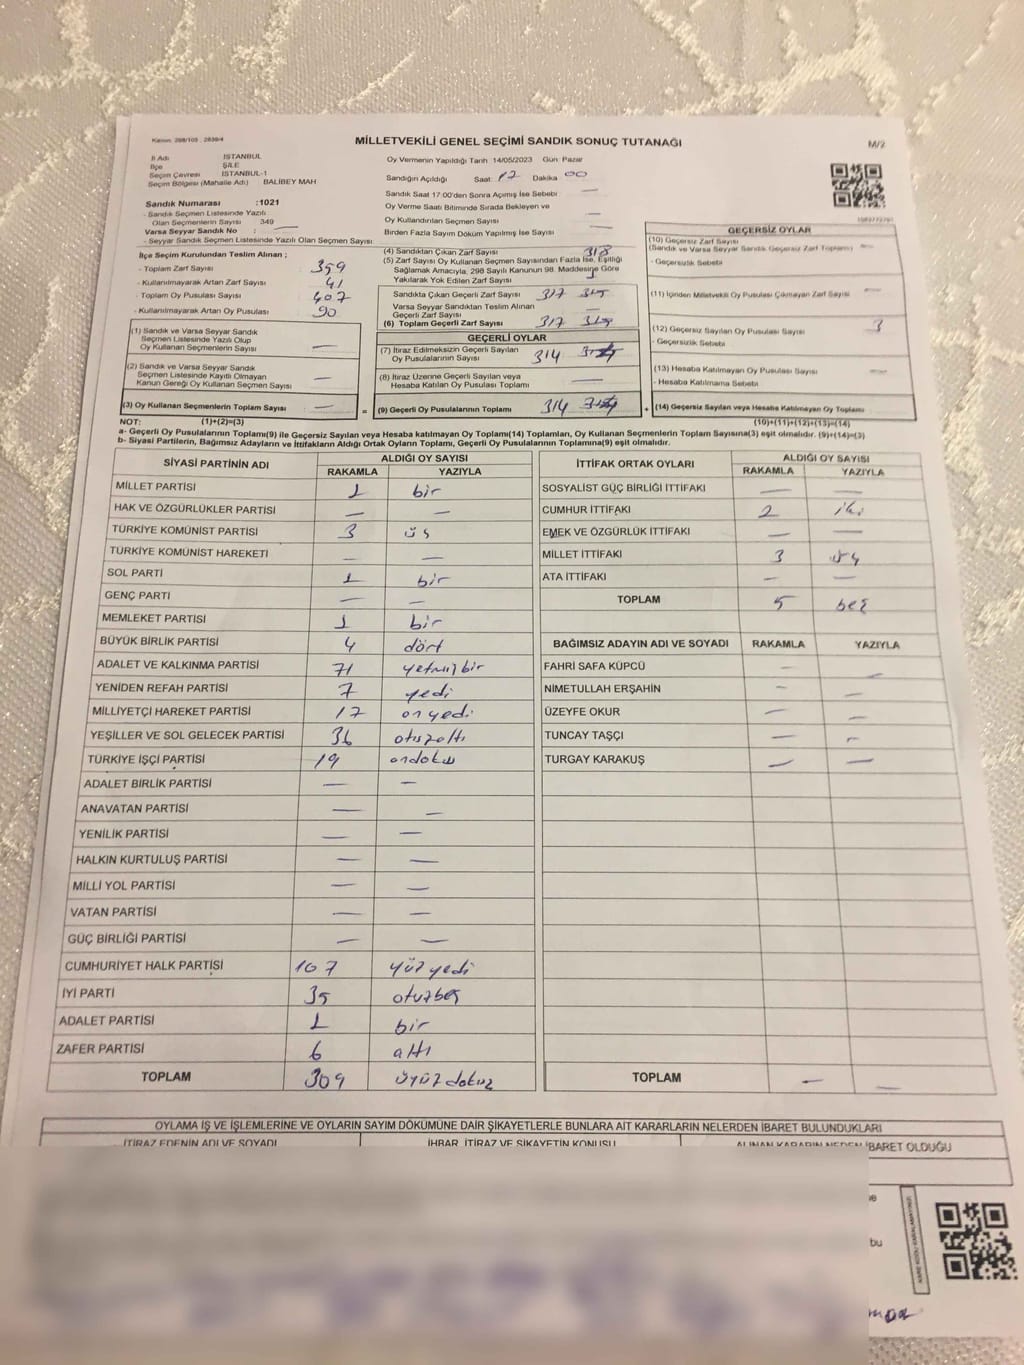 Kanun: 298/105 2839/4
MİLLETVEKİLİ GENEL SEÇİMİ SANDIK SONUÇ TUTANAĞI
M/2
İl Adı İSTANBUL
İlçe ŞİLE
Seçim Çevresi İSTANBUL-1
Seçim Bölgesi (Mahalle Adı) BALİBEY MAH
Sandık Numarası :1021
- Sandık Seçmen Listesinde Yazılı
Olan Seçmenlerin Sayısı 349
Varsa Seyyar Sandık No : —
- Seyyar Sandık Seçmen Listesinde Yazılı Olan Seçmen Sayısı:
İlçe Seçim Kurulundan Teslim Alınan ;
- Toplam Zarf Sayısı 359
- Kullanılmayarak Artan Zarf Sayısı 41
- Toplam Oy Pusulası Sayısı 407
- Kullanılmayarak Artan Oy Pusulası 90
(1) Sandık ve Varsa Seyyar Sandık
Seçmen Listesinde Yazılı Olup
Oy Kullanan Seçmenlerin Sayısı —
(2) Sandık ve Varsa Seyyar Sandık
Seçmen Listesinde Kayıtlı Olmayan
Kanun Gereği Oy Kullanan Seçmen Sayısı —
(3) Oy Kullanan Seçmenlerin Toplam Sayısı —
Oy Vermenin Yapıldığı Tarih 14/05/2023 Gün: Pazar
Sandığın Açıldığı Saat: 17 Dakika 00
Sandık Saat 17:00'den Sonra Açımış İse Sebebi —
Oy Verme Saati Bitiminde Sırada Bekleyen ve
Oy Kullandırılan Seçmen Sayısı —
Birden Fazla Sayım Döküm Yapılmış İse Sayısı —
(4) Sandıktan Çıkan Zarf Sayısı 318
(5) Zarf Sayısı Oy Kullanan Seçmen Sayısından Fazla İse, Eşitliği
Sağlamak Amacıyla, 298 Sayılı Kanunun 98. Maddesine Göre
Yakılarak Yok Edilen Zarf Sayısı 1
Sandıkta Çıkan Geçerli Zarf Sayısı 317
Varsa Seyyar Sandıktan Teslim Alınan
Geçerli Zarf Sayısı —
(6) Toplam Geçerli Zarf Sayısı 317
GEÇERLİ OYLAR
(7) İtiraz Edilmeksizin Geçerli Sayılan
Oy Pusulalarının Sayısı 314
(8) İtiraz Üzerine Geçerli Sayılan veya
Hesaba Katılan Oy Pusulası Toplamı —
= (9) Geçerli Oy Pusulalarının Toplamı 314
GEÇERSİZ OYLAR
(10) Geçersiz Zarf Sayısı
(Sandık ve Varsa Seyyar Sandık Geçersiz Zarf Toplamı) —
- Geçersizlik Sebebi
(11) İçinden Milletvekili Oy Pusulası Çıkmayan Zarf Sayısı —
(12) Geçersiz Sayılan Oy Pusulası Sayısı 3
- Geçersizlik Sebebi
(13) Hesaba Katılmayan Oy Pusulası Sayısı —
- Hesaba Katılmama Sebebi
+ (14) Geçersiz Sayılan veya Hesaba Katılmayan Oy Toplamı
NOT: (1)+(2)=(3) (10)+(11)+(12)+(13)=(14)
a- Geçerli Oy Pusulalarının Toplamı(9) ile Geçersiz Sayılan veya Hesaba katılmayan Oy Toplamı(14) Toplamları, Oy Kullanan Seçmenlerin Toplam Sayısına(3) eşit olmalıdır. (9)+(14)=(3)
b- Siyasi Partilerin, Bağımsız Adayların ve İttifakların Aldığı Ortak Oyların Toplamı, Geçerli Oy Pusulalarının Toplamına(9) eşit olmalıdır.
SİYASİ PARTİNİN ADI ALDIĞI OY SAYISI
RAKAMLA YAZIYLA
MİLLET PARTİSİ 1 bir
HAK VE ÖZGÜRLÜKLER PARTİSİ — —
TÜRKİYE KOMÜNİST PARTİSİ 3 üç
TÜRKİYE KOMÜNİST HAREKETİ — —
SOL PARTİ 1 bir
GENÇ PARTİ — —
MEMLEKET PARTİSİ 1 bir
BÜYÜK BİRLİK PARTİSİ 4 dört
ADALET VE KALKINMA PARTİSİ 71 yetmişbir
YENİDEN REFAH PARTİSİ 7 yedi
MİLLİYETÇİ HAREKET PARTİSİ 17 onyedi
YEŞİLLER VE SOL GELECEK PARTİSİ 36 otuzaltı
TÜRKİYE İŞÇİ PARTİSİ 19 ondokuz
ADALET BİRLİK PARTİSİ — —
ANAVATAN PARTİSİ — —
YENİLİK PARTİSİ — —
HALKIN KURTULUŞ PARTİSİ — —
MİLLİ YOL PARTİSİ — —
VATAN PARTİSİ — —
GÜÇ BİRLİĞİ PARTİSİ — —
CUMHURİYET HALK PARTİSİ 107 yüzyedi
İYİ PARTİ 35 otuzbeş
ADALET PARTİSİ 1 bir
ZAFER PARTİSİ 6 altı
TOPLAM 309 üçyüzdokuz
İTTİFAK ORTAK OYLARI ALDIĞI OY SAYISI
RAKAMLA YAZIYLA
SOSYALİST GÜÇ BİRLİĞİ İTTİFAKI — —
CUMHUR İTTİFAKI 2 iki
EMEK VE ÖZGÜRLÜK İTTİFAKI — —
MİLLET İTTİFAKI 3 üç
ATA İTTİFAKI — —
TOPLAM 5 beş
BAĞIMSIZ ADAYIN ADI VE SOYADI RAKAMLA YAZIYLA
FAHRİ SAFA KÜPCÜ — —
NİMETULLAH ERŞAHİN — —
ÜZEYFE OKUR — —
TUNCAY TAŞÇI — —
TURGAY KARAKUŞ — —
TOPLAM — —
OYLAMA İŞ VE İŞLEMLERİNE VE OYLARIN SAYIM DÖKÜMÜNE DAİR ŞİKAYETLERLE BUNLARA AİT KARARLARIN NELERDEN İBARET BULUNDUKLARI
İTİRAZ EDENİN ADI VE SOYADI İHBAR, İTİRAZ VE ŞİKAYETİN KONUSU ALINAN KARARIN NEDEN İBARET OLDUĞU
bu